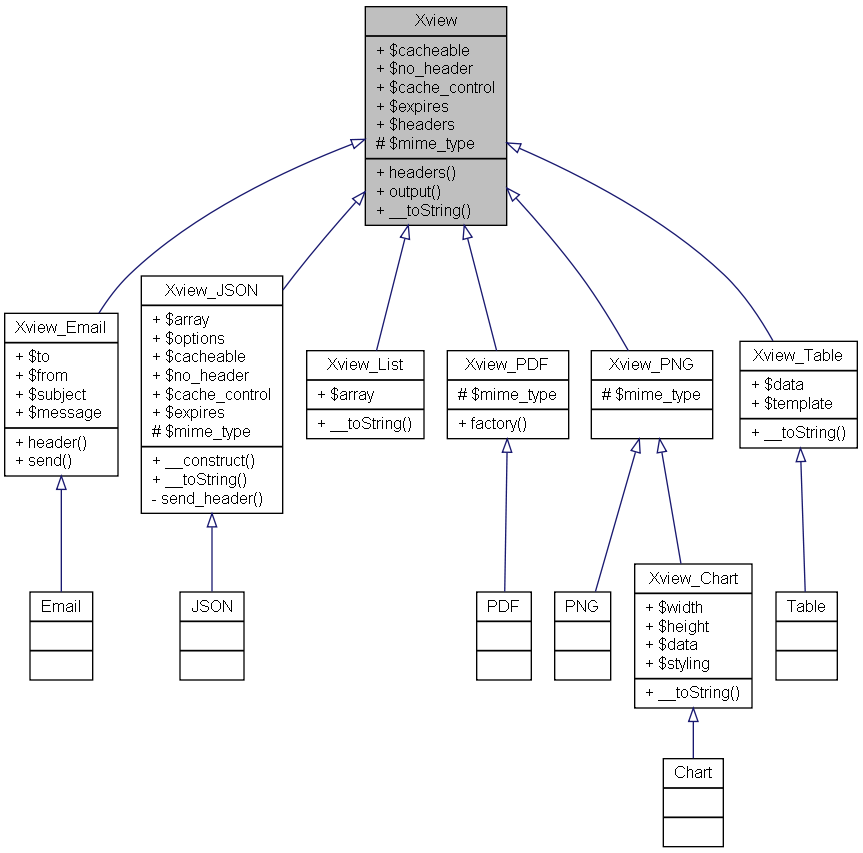 Xview
+ $cacheable
+ $no_header
+ $cache_control
+ $expires
+ $headers
# $mime_type
+ headers()
+ output()
+ __toString()
Xview_Email
+ $to
+ $from
+ $subject
+ $message
+ header()
+ send()
Xview_JSON
+ $array
+ $options
+ $cacheable
+ $no_header
+ $cache_control
+ $expires
# $mime_type
+ __construct()
+ __toString()
- send_header()
Xview_List
+ $array
+ __toString()
Xview_PDF
# $mime_type
+ factory()
Xview_PNG
# $mime_type
Xview_Table
+ $data
+ $template
+ __toString()
Email
JSON
PDF
PNG
Xview_Chart
+ $width
+ $height
+ $data
+ $styling
+ __toString()
Table
Chart